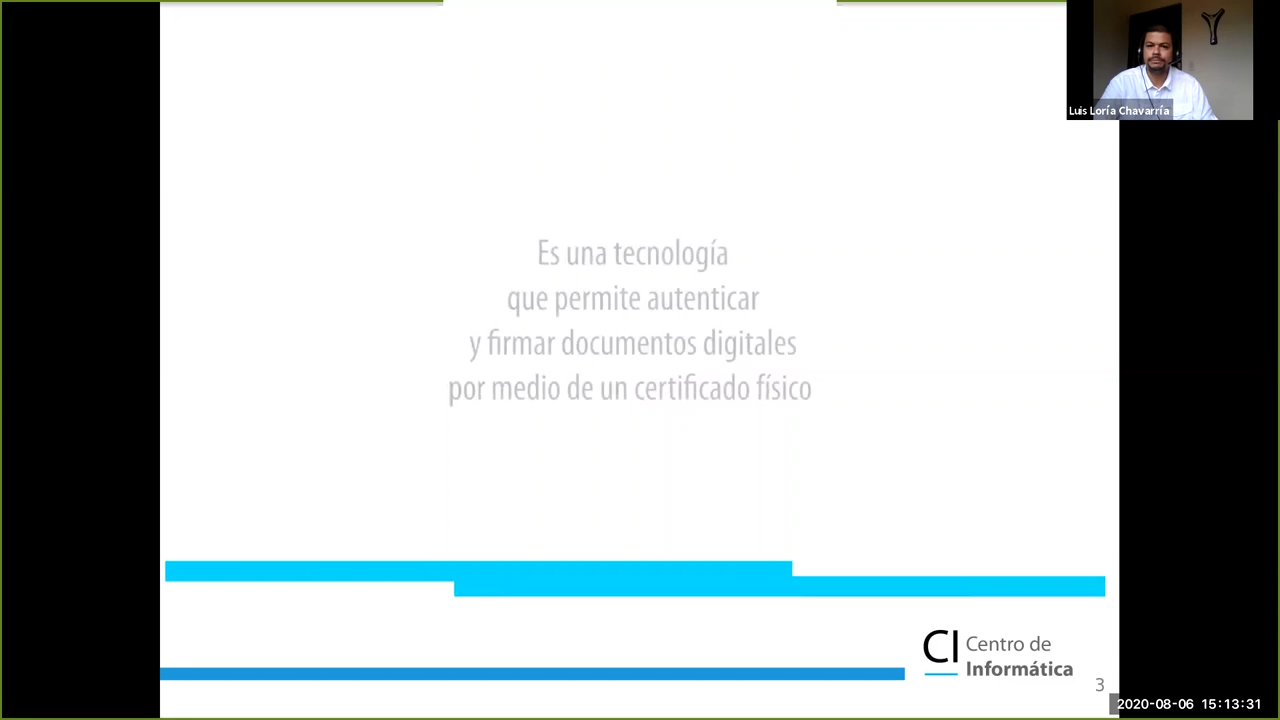 Luis Loría Chavarría
Es una tecnología
que permite autenticar
y firmar documentos digitales
por medio de un certificado físico
CI Centro de
Informática
3
2020-08-06 15:13:31